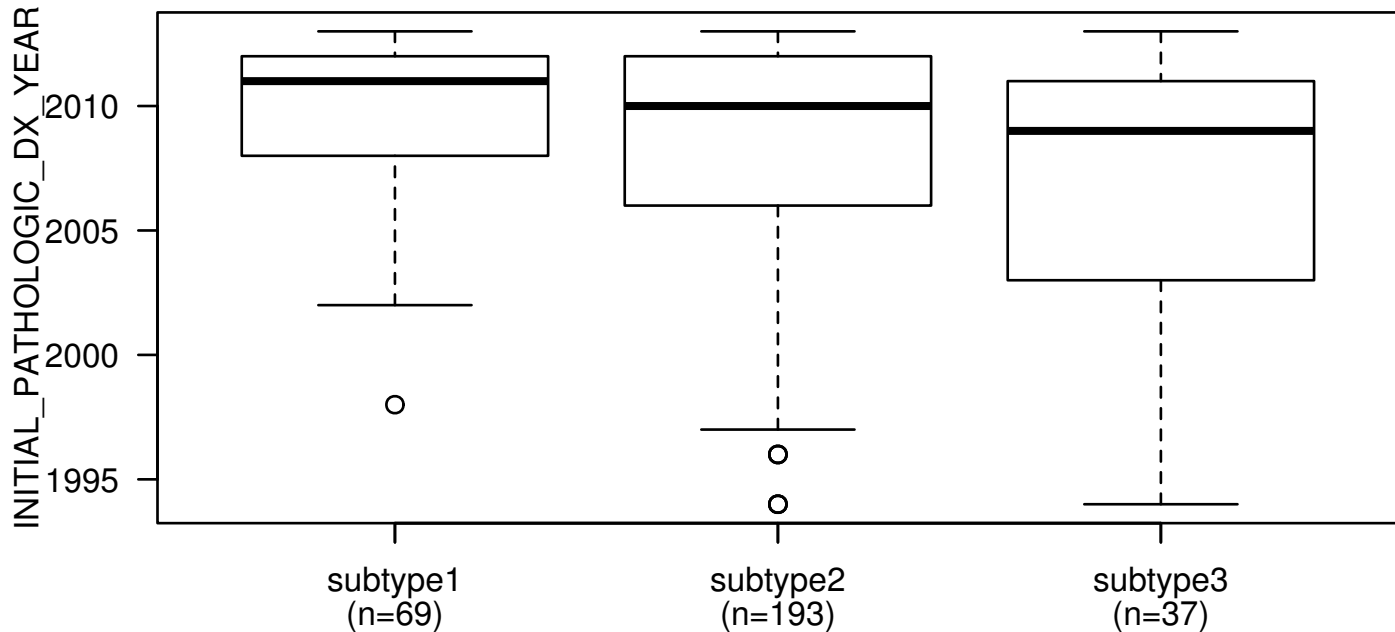 INITIAL_PATHOLOGIC_DX_YEAR
2010
2005
2000
1995
subtype1
(n=69)
subtype2
(n=193)
subtype3
(n=37)